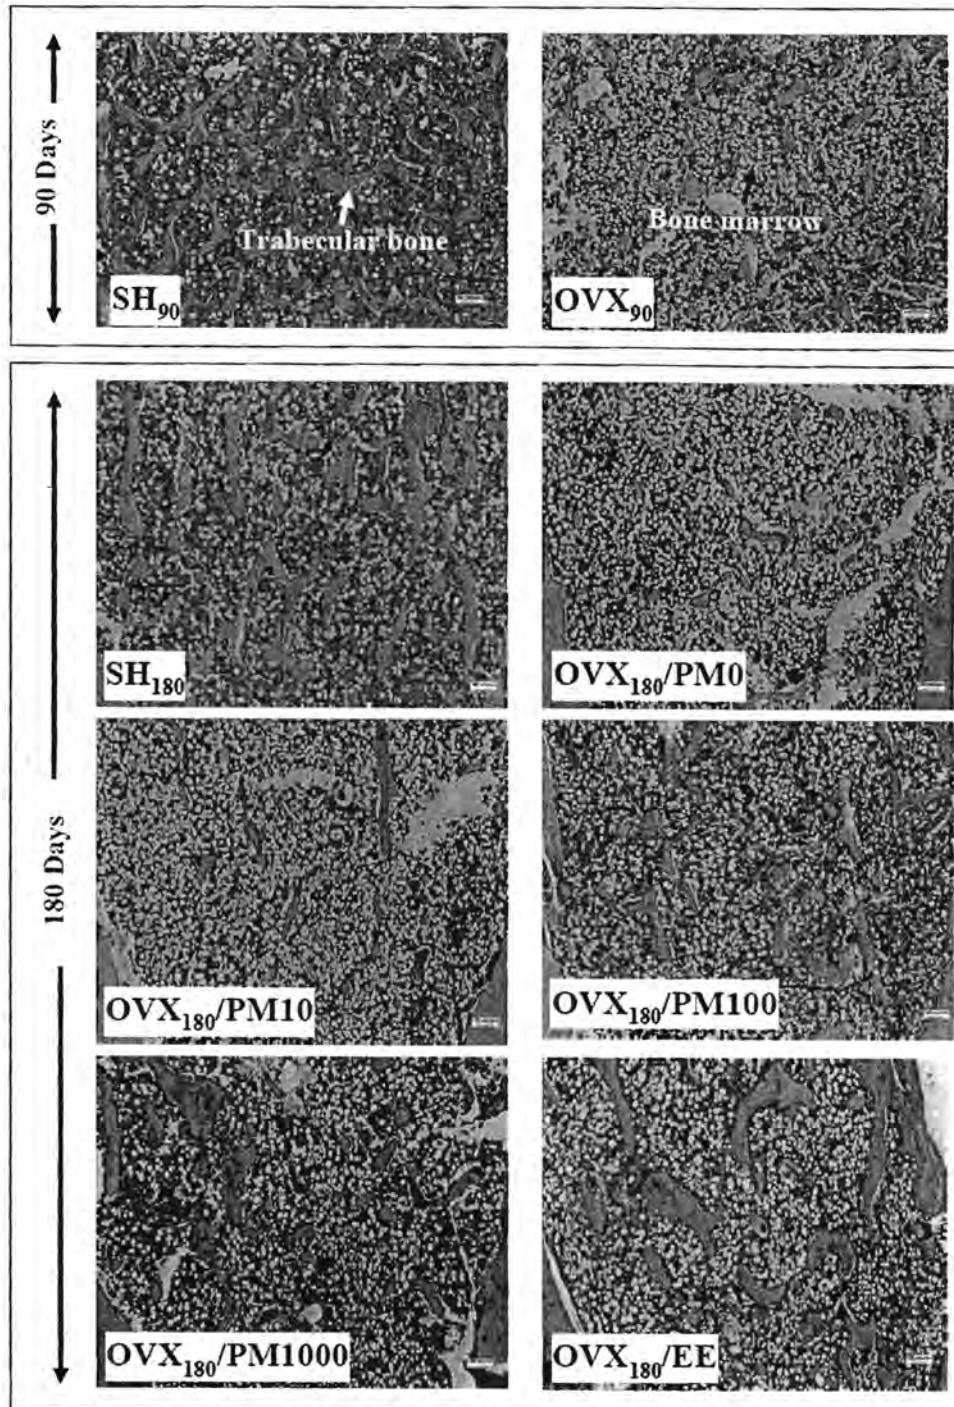 90 Days
Trabecular bone
SH₉₀
Bone marrow
OVX₉₀
180 Days
SH₁₈₀
OVX₁₈₀/PM0
OVX₁₈₀/PM10
OVX₁₈₀/PM100
OVX₁₈₀/PM1000
OVX₁₈₀/EE